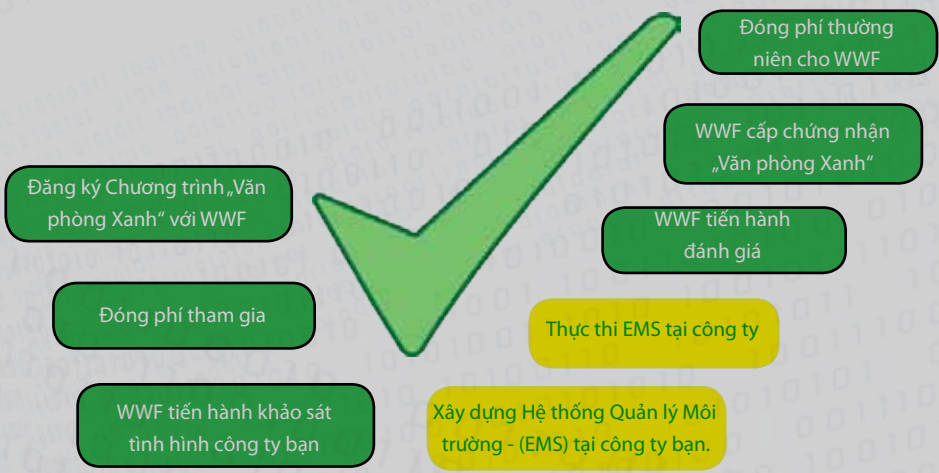 Đăng ký Chương trình „Văn
phòng Xanh“ với WWF
Đóng phí tham gia
WWF tiến hành khảo sát
tình hình công ty bạn
Xây dựng Hệ thống Quản lý Môi
trường - (EMS) tại công ty bạn.
Thực thi EMS tại công ty
WWF tiến hành
đánh giá
WWF cấp chứng nhận
„Văn phòng Xanh“
Đóng phí thường
niên cho WWF